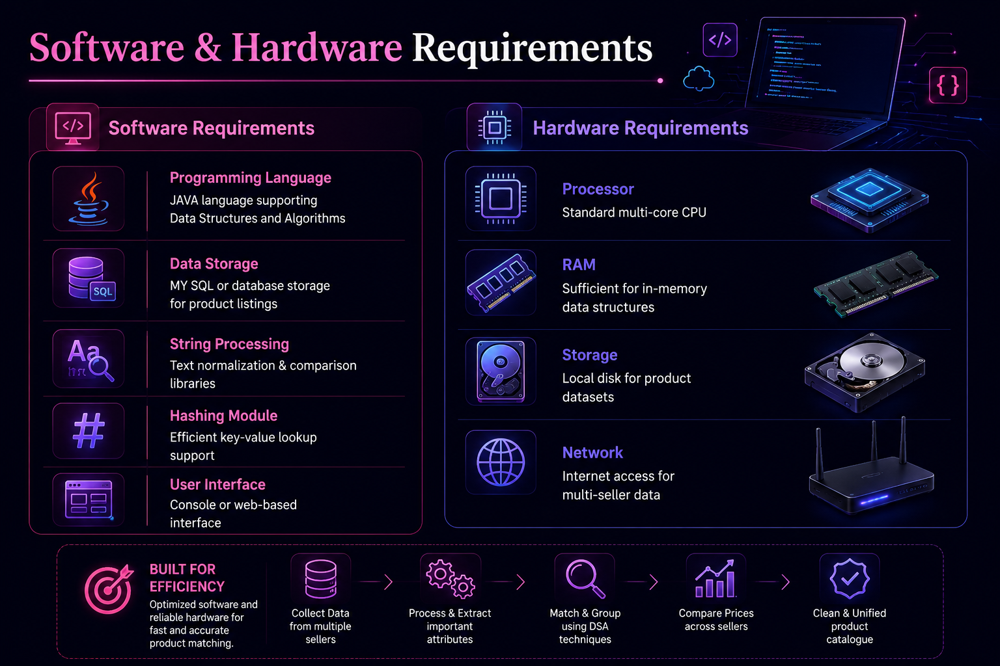 Software & Hardware Requirements
</>
{ }
</>
Software Requirements
Programming Language
JAVA language supporting
Data Structures and Algorithms
Data Storage
SQL
MY SQL or database storage
for product listings
Aa
String Processing
Text normalization & comparison
libraries
#
Hashing Module
Efficient key-value lookup
support
User Interface
Console or web-based
interface
Hardware Requirements
Processor
Standard multi-core CPU
RAM
Sufficient for in-memory
data structures
Storage
Local disk for product
datasets
Network
Internet access for
multi-seller data
BUILT FOR
EFFICIENCY
Optimized software and
reliable hardware for
fast and accurate
product matching.
Collect Data
from multiple
sellers
Process & Extract
important
attributes
Match & Group
using DSA
techniques
Compare Prices
across sellers
Clean & Unified
product
catalogue